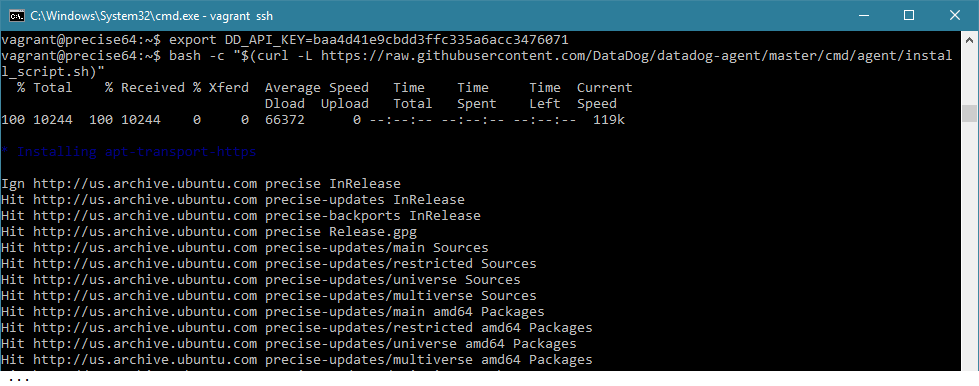 C:\Windows\System32\cmd.exe - vagrant ssh
vagrant@precise64:~$ export DD_API_KEY=baa4d41e9cbdd3ffc335a6acc3476071
vagrant@precise64:~$ bash -c "$(curl -L https://raw.githubusercontent.com/DataDog/datadog-agent/master/cmd/agent/instal
l_script.sh)"
% Total % Received % Xferd Average Speed Time Time Time Current
Dload Upload Total Spent Left Speed
100 10244 100 10244 0 0 66372 0 --:--:-- --:--:-- --:--:-- 119k
* Installing apt-transport-https
Ign http://us.archive.ubuntu.com precise InRelease
Hit http://us.archive.ubuntu.com precise-updates InRelease
Hit http://us.archive.ubuntu.com precise-backports InRelease
Hit http://us.archive.ubuntu.com precise Release.gpg
Hit http://us.archive.ubuntu.com precise-updates/main Sources
Hit http://us.archive.ubuntu.com precise-updates/restricted Sources
Hit http://us.archive.ubuntu.com precise-updates/universe Sources
Hit http://us.archive.ubuntu.com precise-updates/multiverse Sources
Hit http://us.archive.ubuntu.com precise-updates/main amd64 Packages
Hit http://us.archive.ubuntu.com precise-updates/restricted amd64 Packages
Hit http://us.archive.ubuntu.com precise-updates/universe amd64 Packages
Hit http://us.archive.ubuntu.com precise-updates/multiverse amd64 Packages
...